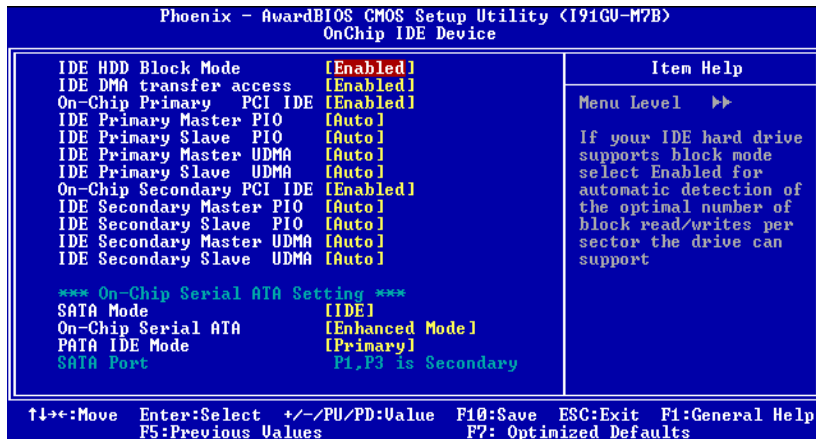 Phoenix - AwardBIOS CMOS Setup Utility (I91GV-M7B)
OnChip IDE Device
IDE HDD Block Mode [Enabled]
IDE DMA transfer access [Enabled]
On-Chip Primary PCI IDE [Enabled]
IDE Primary Master PIO [Auto]
IDE Primary Slave PIO [Auto]
IDE Primary Master UDMA [Auto]
IDE Primary Slave UDMA [Auto]
On-Chip Secondary PCI IDE [Enabled]
IDE Secondary Master PIO [Auto]
IDE Secondary Slave PIO [Auto]
IDE Secondary Master UDMA [Auto]
IDE Secondary Slave UDMA [Auto]
*** On-Chip Serial ATA Setting ***
SATA Mode [IDE]
On-Chip Serial ATA [Enhanced Mode]
PATA IDE Mode [Primary]
SATA Port P1,P3 is Secondary
Item Help
Menu Level ▶▶
If your IDE hard drive
supports block mode
select Enabled for
automatic detection of
the optimal number of
block read/writes per
sector the drive can
support
↑↓→←:Move Enter:Select +/-/PU/PD:Value F10:Save ESC:Exit F1:General Help
F5:Previous Values F7: Optimized Defaults